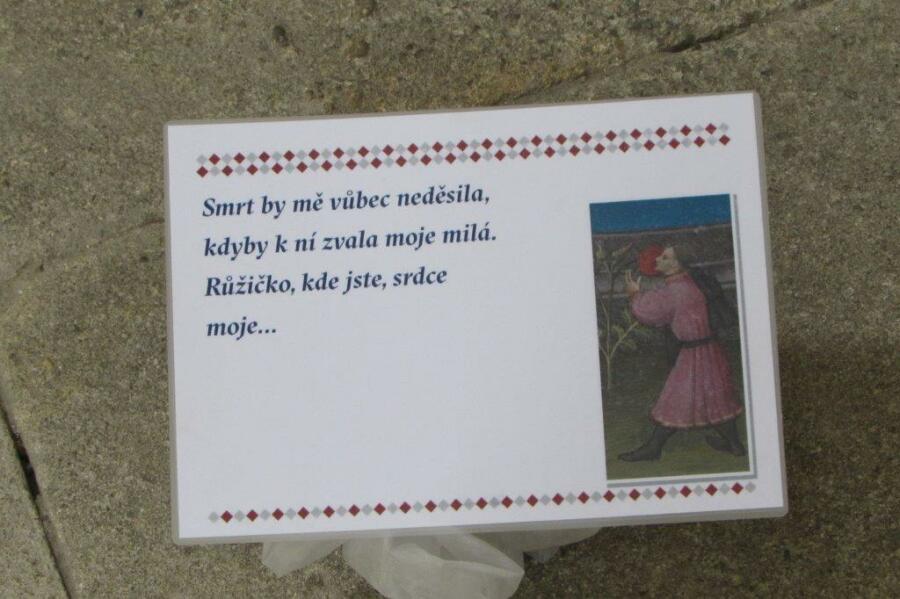 Smrt by mě vůbec neděsila,
kdyby k ní zvala moje milá.
Růžičko, kde jste, srdce
moje...